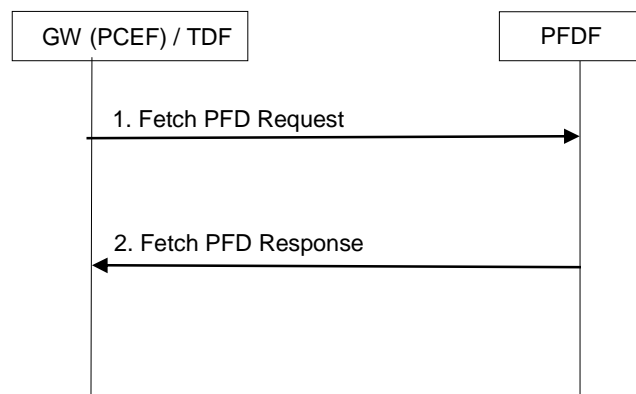 GW (PCEF) / TDF
PFDF
1. Fetch PFD Request
2. Fetch PFD Response